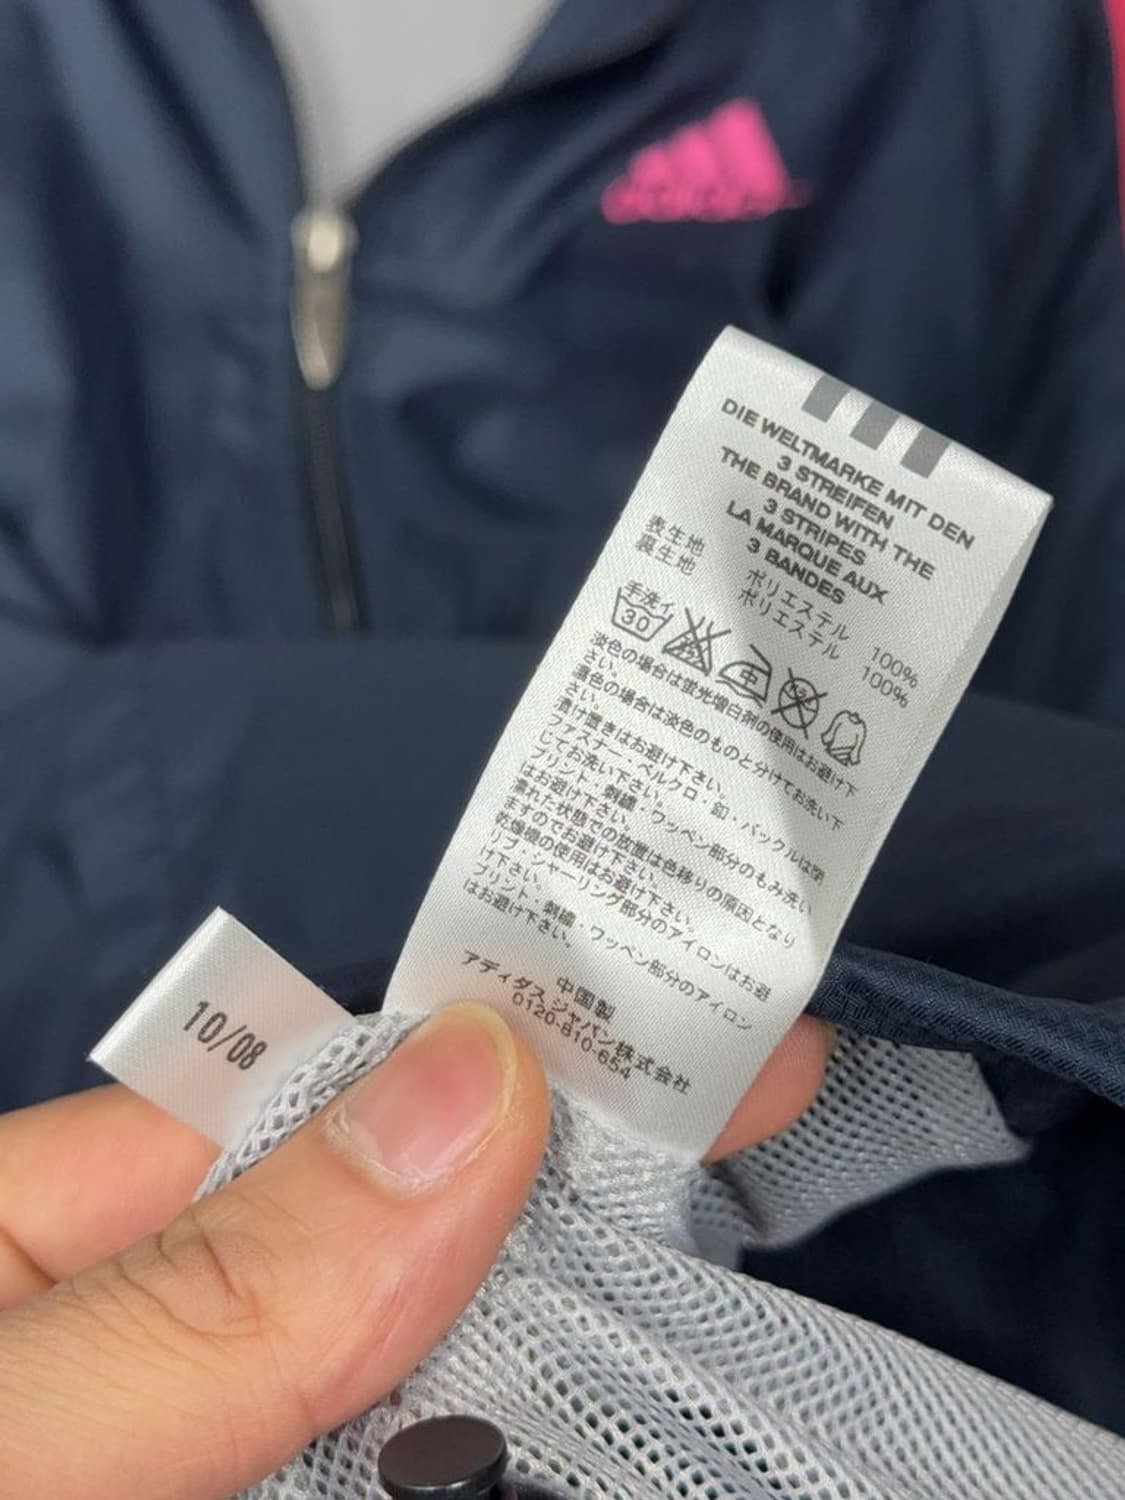 adidas
DIE WELTMARKE MIT DEN
3 STREIFEN
THE BRAND WITH THE
3 STRIPES
LA MARQUE AUX
3 BANDES
表生地 ポリエステル 100%
裏生地 ポリエステル 100%
手洗イ
30
中
淡色の場合は蛍光増白剤の使用はお避け下
さい。
濃色の場合は淡色のものと分けてお洗い下
さい。
漬け置きはお避け下さい。
ファスナー・ベルクロ・釦・バックルは閉
じてお洗い下さい。
プリント・刺繍・ワッペン部分のもみ洗い
はお避け下さい。
濡れた状態での放置は色移りの原因となり
ますのでお避け下さい。
乾燥機の使用はお避け下さい。
リブ・シャーリング部分のアイロンはお避
け下さい。
プリント・刺繍・ワッペン部分のアイロン
はお避け下さい。
中国製
アディダスジャパン株式会社
0120-810-654
10/08